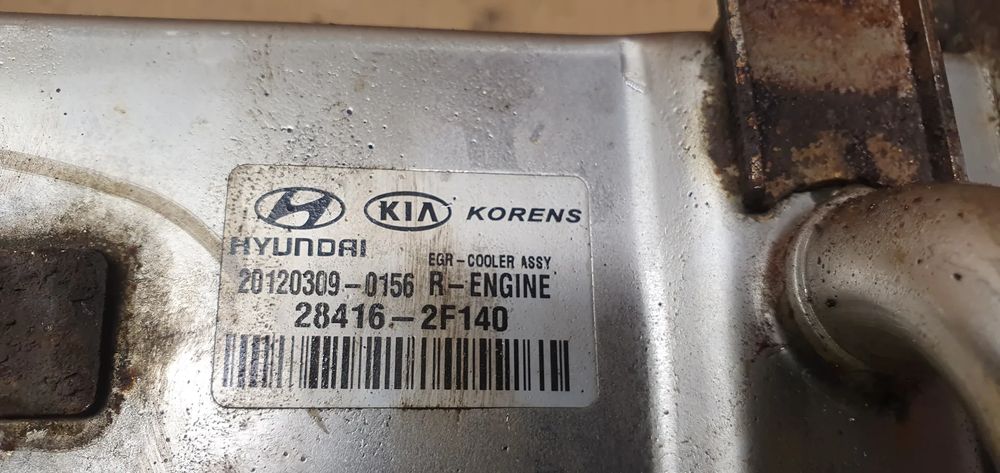 KIA KORENS
HYUNDAI EGR-COOLER ASSY
20120309-0156 R-ENGINE
28416-2F140